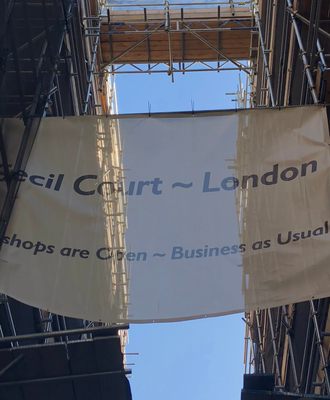 ecil Court ~ London
shops are Open ~ Business as Usual